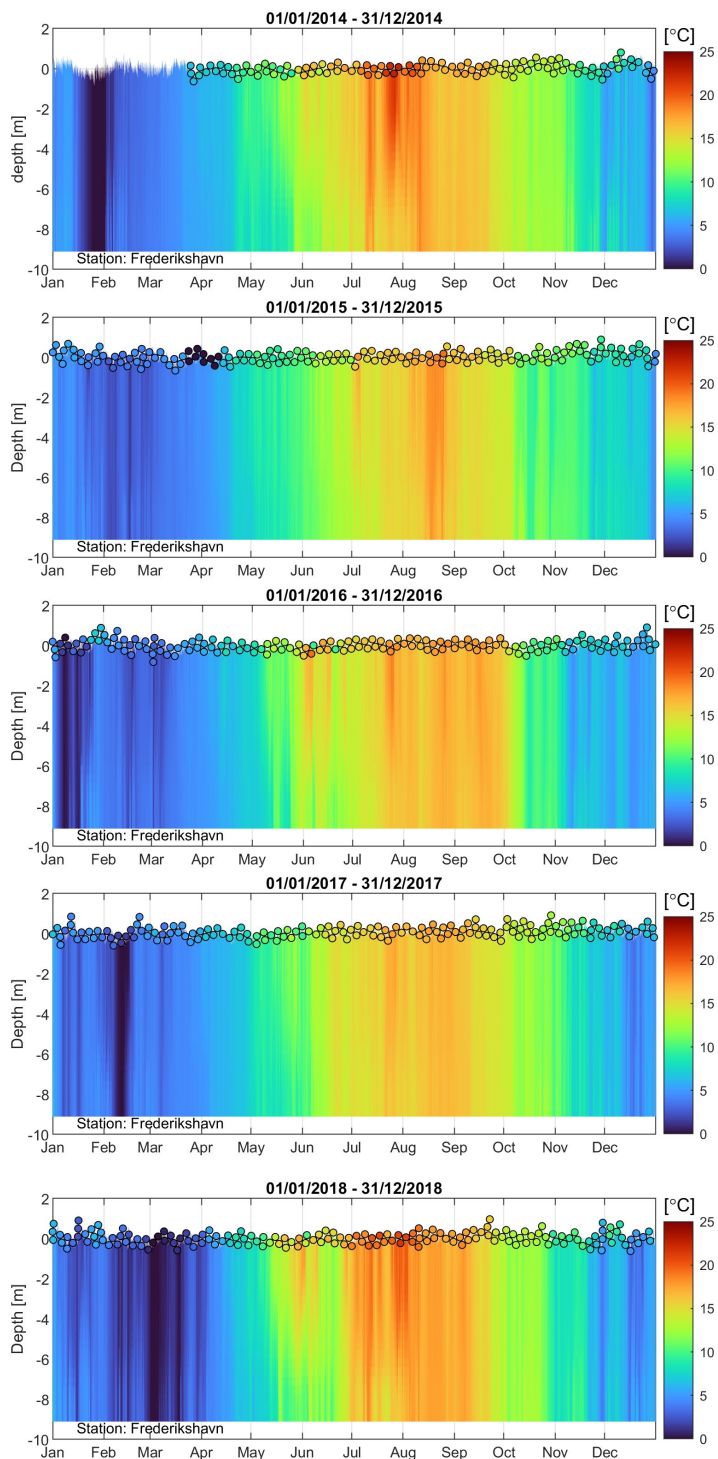 01/01/2014 - 31/12/2014
[°C]
2
0
-2
-4
-6
-8
-10
depth [m]
Station: Frederikshavn
Jan Feb Mar Apr May Jun Jul Aug Sep Oct Nov Dec
25
20
15
10
5
0
01/01/2015 - 31/12/2015
[°C]
2
0
-2
-4
-6
-8
-10
Depth [m]
Station: Frederikshavn
Jan Feb Mar Apr May Jun Jul Aug Sep Oct Nov Dec
25
20
15
10
5
0
01/01/2016 - 31/12/2016
[°C]
2
0
-2
-4
-6
-8
-10
Depth [m]
Station: Frederikshavn
Jan Feb Mar Apr May Jun Jul Aug Sep Oct Nov Dec
25
20
15
10
5
0
01/01/2017 - 31/12/2017
[°C]
2
0
-2
-4
-6
-8
-10
Depth [m]
Station: Frederikshavn
Jan Feb Mar Apr May Jun Jul Aug Sep Oct Nov Dec
25
20
15
10
5
0
01/01/2018 - 31/12/2018
[°C]
2
0
-2
-4
-6
-8
-10
Depth [m]
Station: Frederikshavn
Jan Feb Mar Apr May Jun Jul Aug Sep Oct Nov Dec
25
20
15
10
5
0